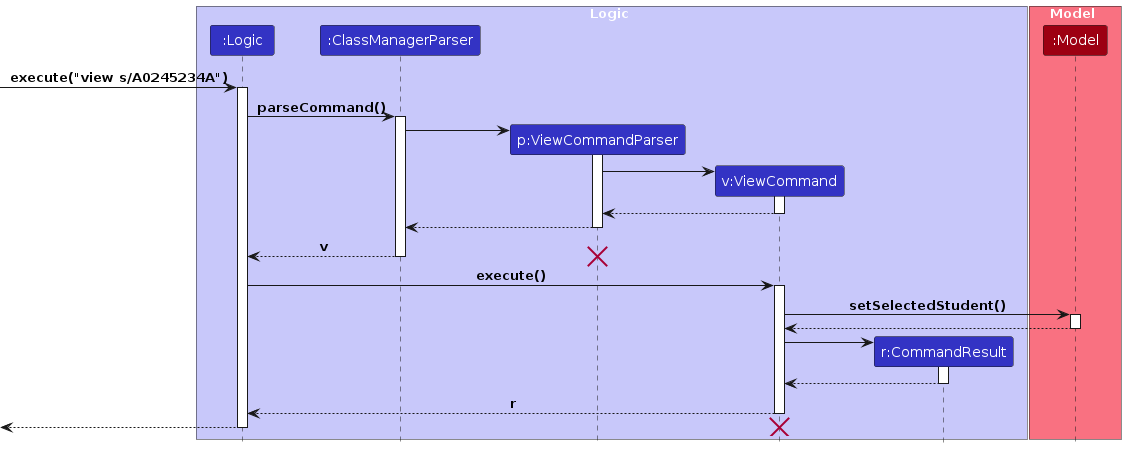 Logic
Model
:Logic
:ClassManagerParser
:Model
execute("view s/A0245234A")
parseCommand()
p:ViewCommandParser
v:ViewCommand
v
execute()
setSelectedStudent()
r:CommandResult
r